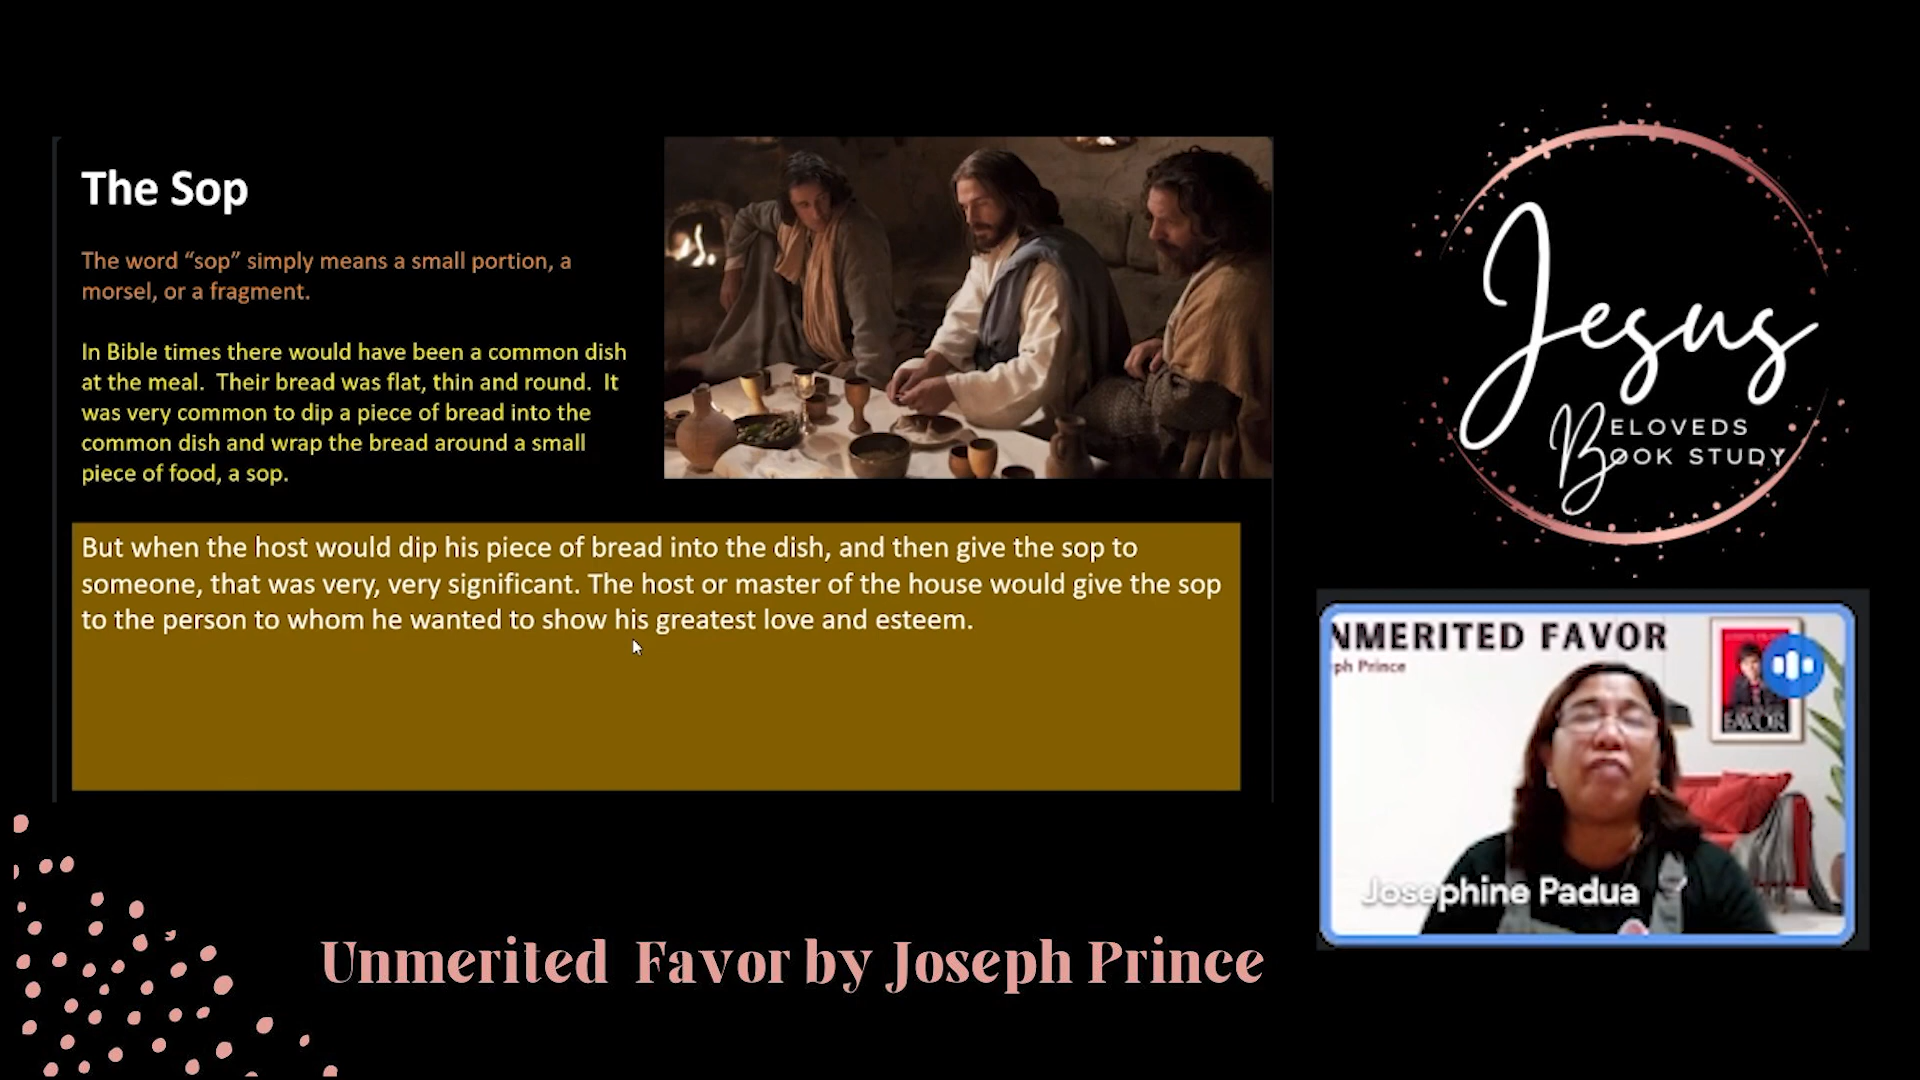 The Sop
The word “sop” simply means a small portion, a
morsel, or a fragment.
In Bible times there would have been a common dish
at the meal. Their bread was flat, thin and round. It
was very common to dip a piece of bread into the
common dish and wrap the bread around a small
piece of food, a sop.
But when the host would dip his piece of bread into the dish, and then give the sop to
someone, that was very, very significant. The host or master of the house would give the sop
to the person to whom he wanted to show his greatest love and esteem.
Jesus
BELOVEDS
BOOK STUDY
NMERITED FAVOR
ph Prince
FAVOR
Josephine Padua
Unmerited Favor by Joseph Prince